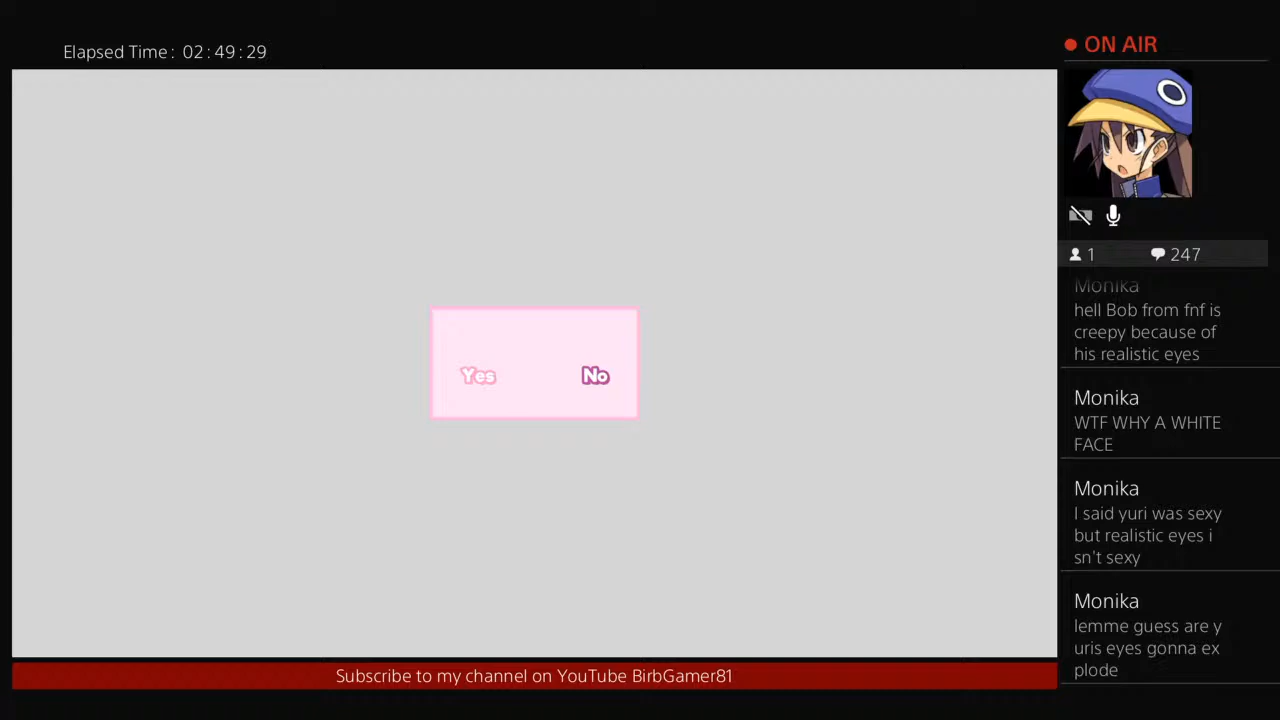 Elapsed Time: 02:49:29
ON AIR
1 247
Monika
hell Bob from fnf is
creepy because of
his realistic eyes
Monika
WTF WHY A WHITE
FACE
Monika
I said yuri was sexy
but realistic eyes i
sn't sexy
Monika
lemme guess are y
uris eyes gonna ex
plode
Yes No
Subscribe to my channel on YouTube BirbGamer81